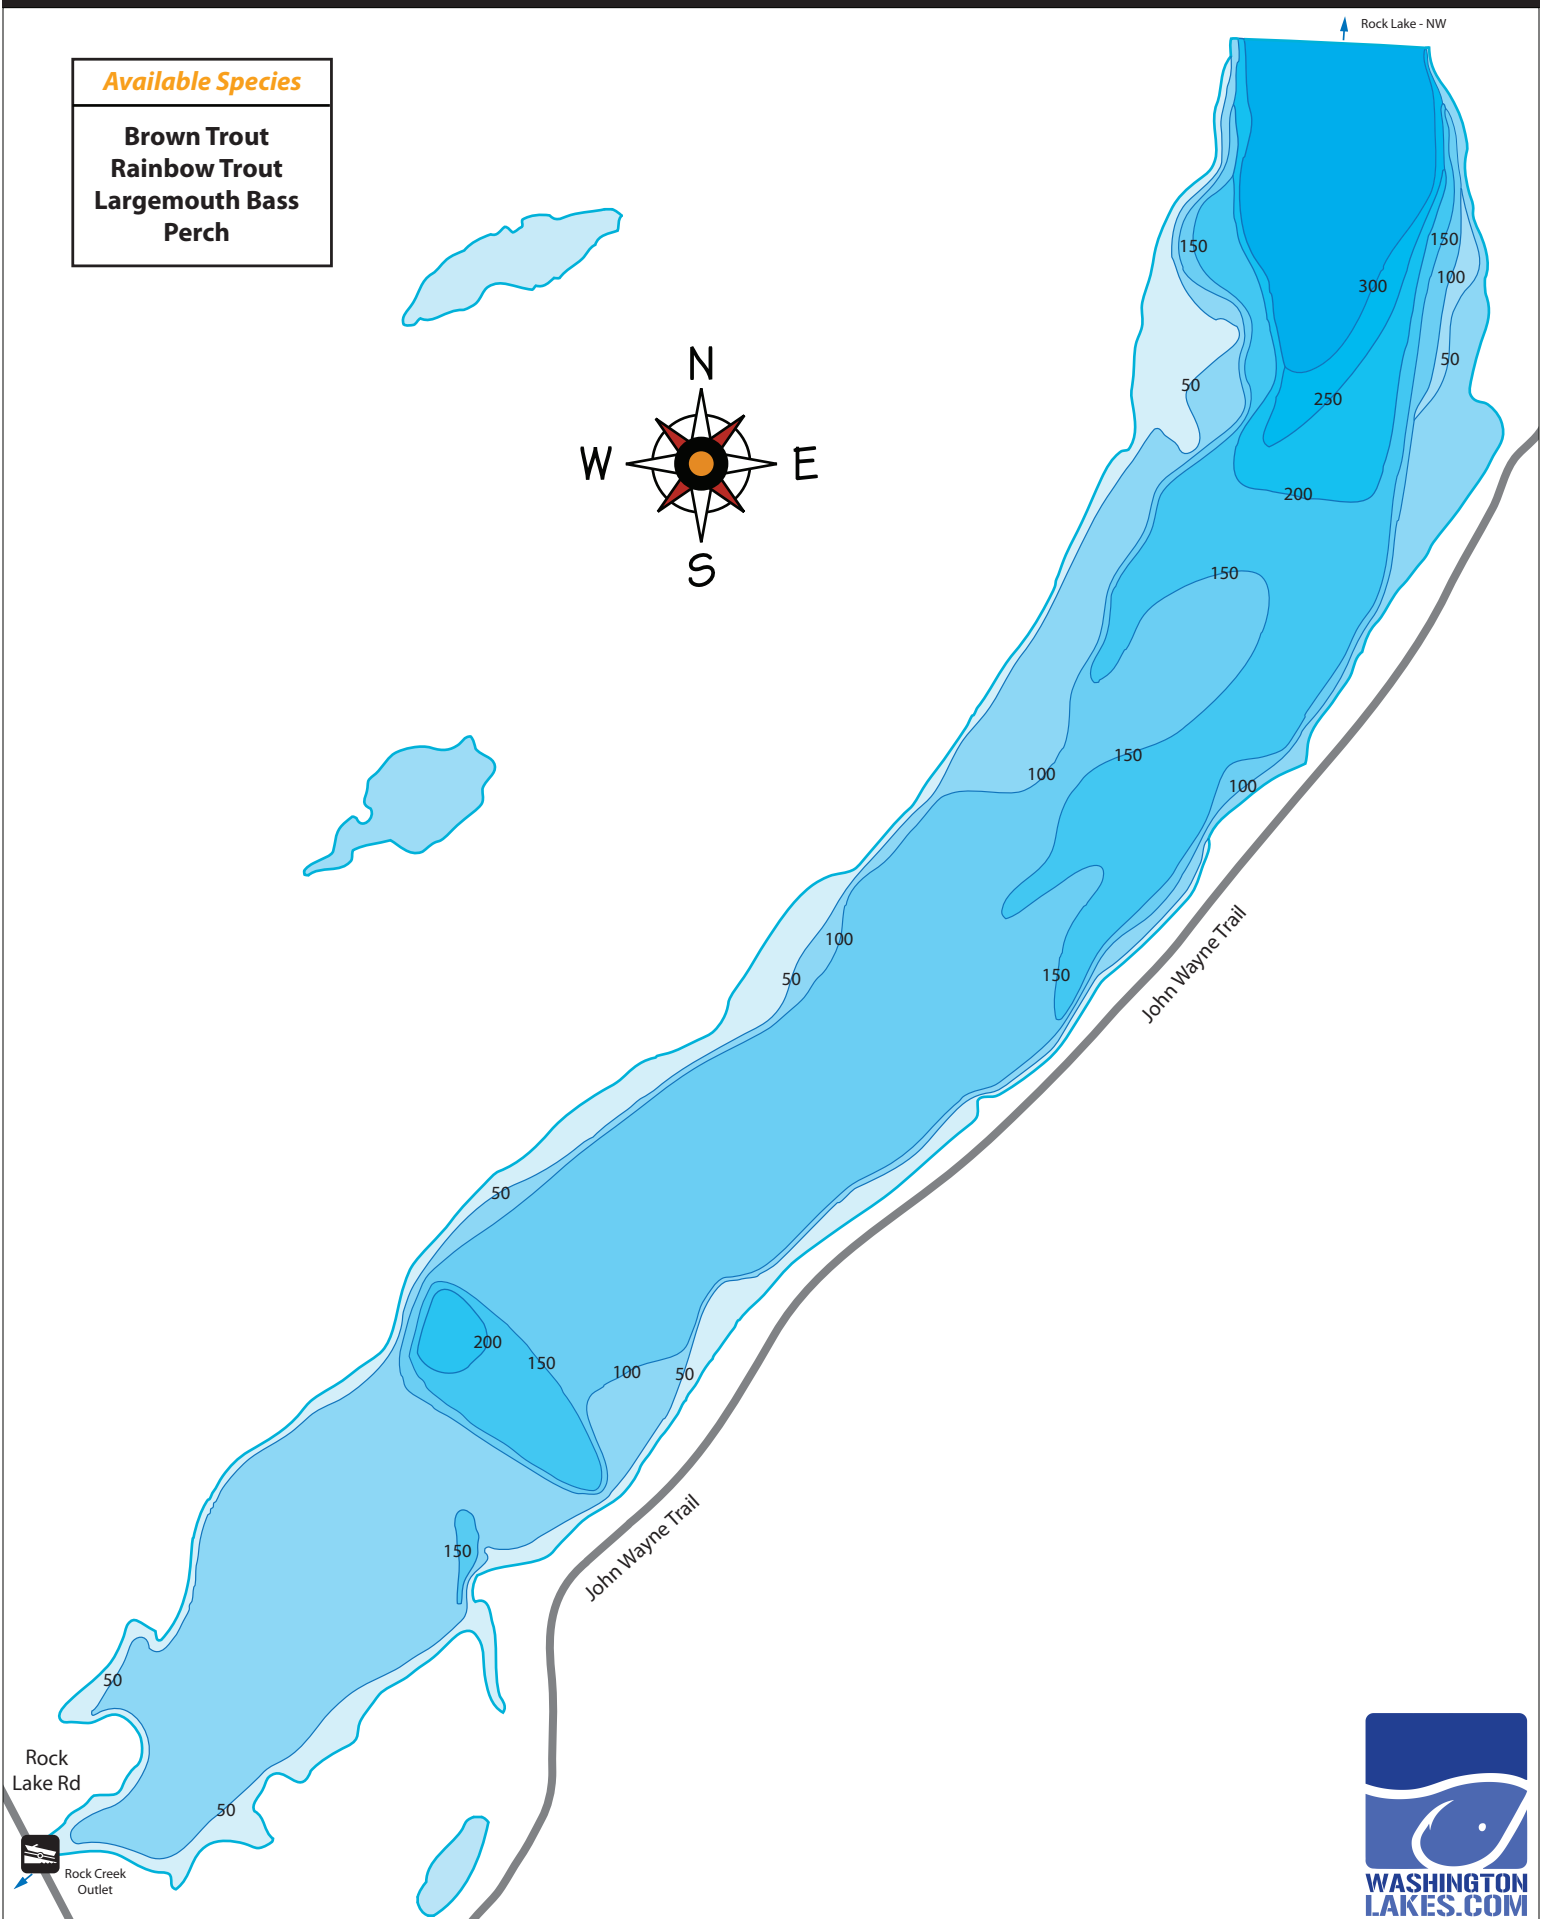 Rock Lake - NW
Available Species
Brown Trout
Rainbow Trout
Largemouth Bass
Perch
150
150
300
100
N
50
50
250
W
E
200
S
150
150
100
100
John Wayne Trail
100
50
150
50
200
150
100
50
John Wayne Trail
150
50
Rock
Lake Rd
50
Rock Creek
Outlet
WASHINGTON
LAKES.COM